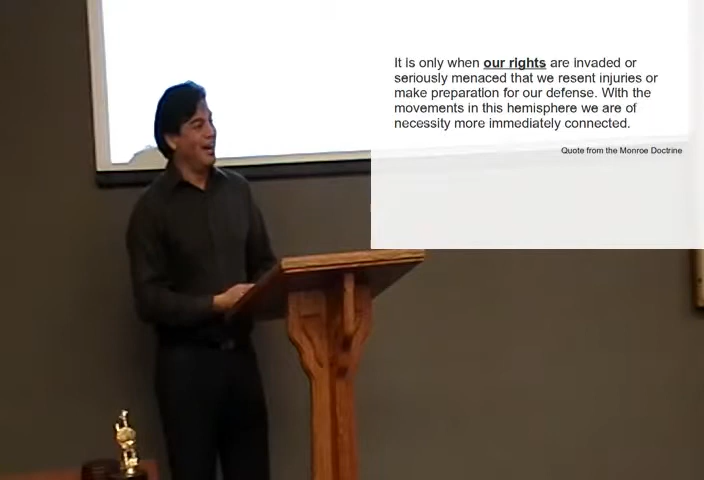 It is only when our rights are invaded or
seriously menaced that we resent injuries or
make preparation for our defense. WIth the
movements in this hemisphere we are of
necessity more immediately connected.
Quote from the Monroe Doctrine